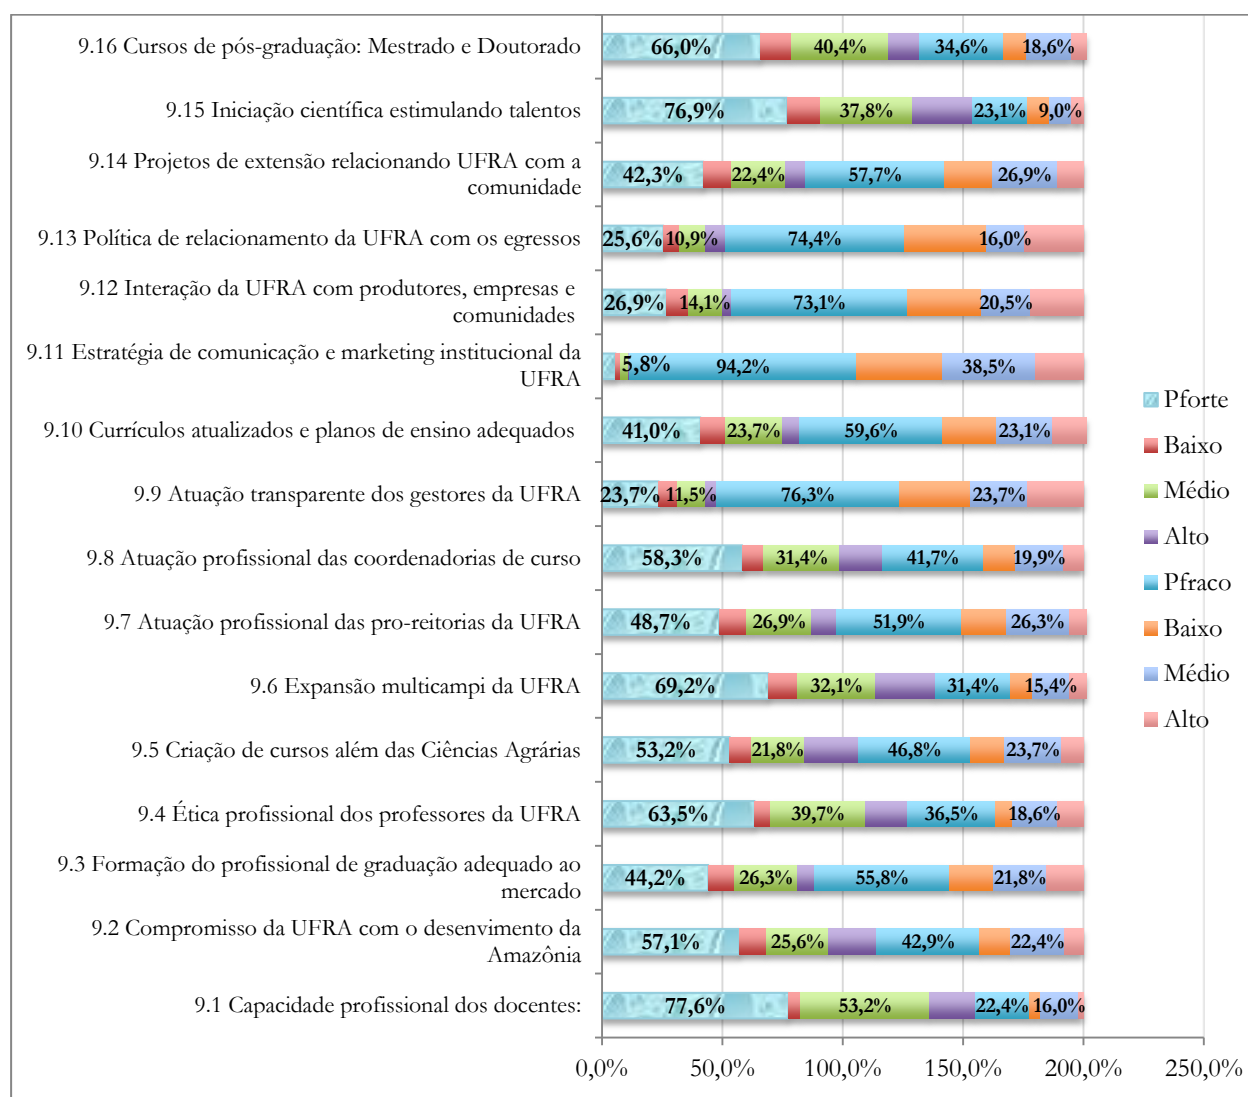 9.16 Cursos de pós-graduação: Mestrado e Doutorado
66,0% 40,4% 34,6% 18,6%
9.15 Iniciação científica estimulando talentos
76,9% 37,8% 23,1% 9,0%
9.14 Projetos de extensão relacionando UFRA com a
comunidade
42,3% 22,4% 57,7% 26,9%
9.13 Política de relacionamento da UFRA com os egressos
25,6% 10,9% 74,4% 16,0%
9.12 Interação da UFRA com produtores, empresas e
comunidades
26,9% 14,1% 73,1% 20,5%
9.11 Estratégia de comunicação e marketing institucional da
UFRA
5,8% 94,2% 38,5%
9.10 Currículos atualizados e planos de ensino adequados
41,0% 23,7% 59,6% 23,1%
9.9 Atuação transparente dos gestores da UFRA
23,7% 11,5% 76,3% 23,7%
9.8 Atuação profissional das coordenadorias de curso
58,3% 31,4% 41,7% 19,9%
9.7 Atuação profissional das pro-reitorias da UFRA
48,7% 26,9% 51,9% 26,3%
9.6 Expansão multicampi da UFRA
69,2% 32,1% 31,4% 15,4%
9.5 Criação de cursos além das Ciências Agrárias
53,2% 21,8% 46,8% 23,7%
9.4 Ética profissional dos professores da UFRA
63,5% 39,7% 36,5% 18,6%
9.3 Formação do profissional de graduação adequado ao
mercado
44,2% 26,3% 55,8% 21,8%
9.2 Compromisso da UFRA com o desenvimento da
Amazônia
57,1% 25,6% 42,9% 22,4%
9.1 Capacidade profissional dos docentes:
77,6% 53,2% 22,4% 16,0%
0,0% 50,0% 100,0% 150,0% 200,0% 250,0%
Pforte
Baixo
Médio
Alto
Pfraco
Baixo
Médio
Alto